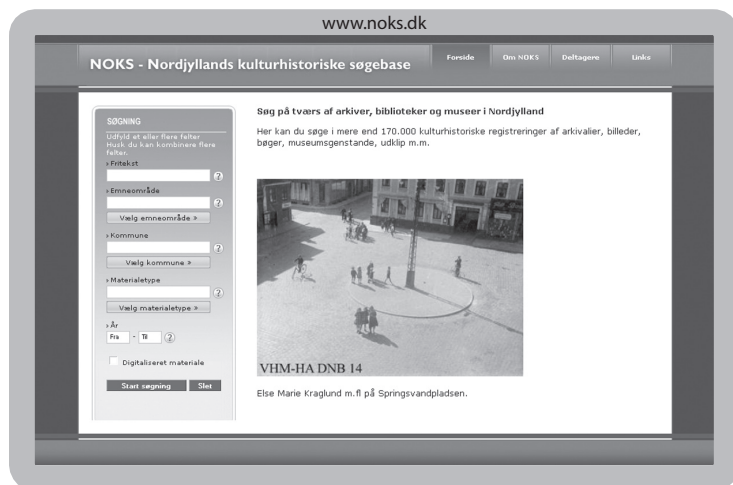 www.noks.dk
NOKS - Nordjyllands kulturhistoriske søgebase
Forside Om NOKS Deltagere Links
SØGNING
Udfyld et eller flere felter
Husk du kan kombinere flere
felter.
› Fritekst
?
› Emneområde
?
Vælg emneområde »
› Kommune
?
Vælg kommune »
› Materialetype
?
Vælg materialetype »
› År
Fra - Til ?
Digitaliseret materiale
Start søgning Slet
Søg på tværs af arkiver, biblioteker og museer i Nordjylland
Her kan du søge i mere end 170.000 kulturhistoriske registreringer af arkivalier, billeder,
bøger, museumsgenstande, udklip m.m.
VHM-HA DNB 14
Else Marie Kraglund m.fl på Springsvandpladsen.